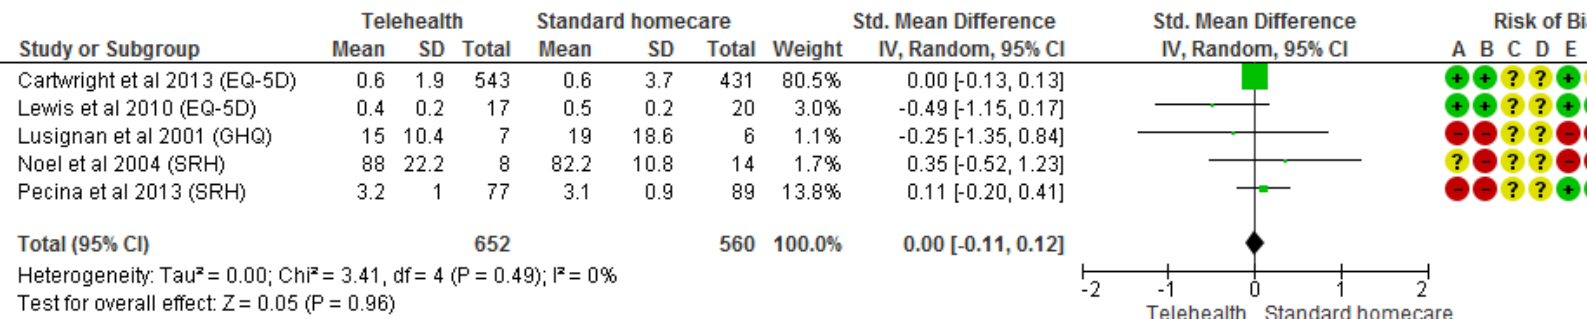 Telehealth Standard homecare Std. Mean Difference Std. Mean Difference Risk of Bi
Study or Subgroup Mean SD Total Mean SD Total Weight IV, Random, 95% CI IV, Random, 95% CI A B C D E
Cartwright et al 2013 (EQ-5D) 0.6 1.9 543 0.6 3.7 431 80.5% 0.00 [-0.13, 0.13] + + ? ? +
Lewis et al 2010 (EQ-5D) 0.4 0.2 17 0.5 0.2 20 3.0% -0.49 [-1.15, 0.17] + + ? ? +
Lusignan et al 2001 (GHQ) 15 10.4 7 19 18.6 6 1.1% -0.25 [-1.35, 0.84] - - ? ? -
Noel et al 2004 (SRH) 88 22.2 8 82.2 10.8 14 1.7% 0.35 [-0.52, 1.23] ? - ? ? -
Pecina et al 2013 (SRH) 3.2 1 77 3.1 0.9 89 13.8% 0.11 [-0.20, 0.41] - - ? ? +
Total (95% CI) 652 560 100.0% 0.00 [-0.11, 0.12]
Heterogeneity: Tau² = 0.00; Chi² = 3.41, df = 4 (P = 0.49); I² = 0%
Test for overall effect: Z = 0.05 (P = 0.96)
-2 -1 0 1 2
Telehealth Standard homecare